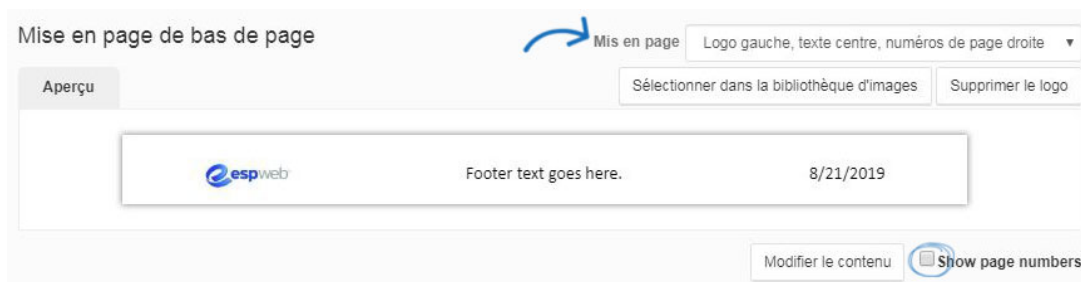 Mise en page de bas de page
Mis en page Logo gauche, texte centre, numéros de page droite
Aperçu Sélectionner dans la bibliothèque d'images Supprimer le logo
espweb Footer text goes here. 8/21/2019
Modifier le contenu Show page numbers